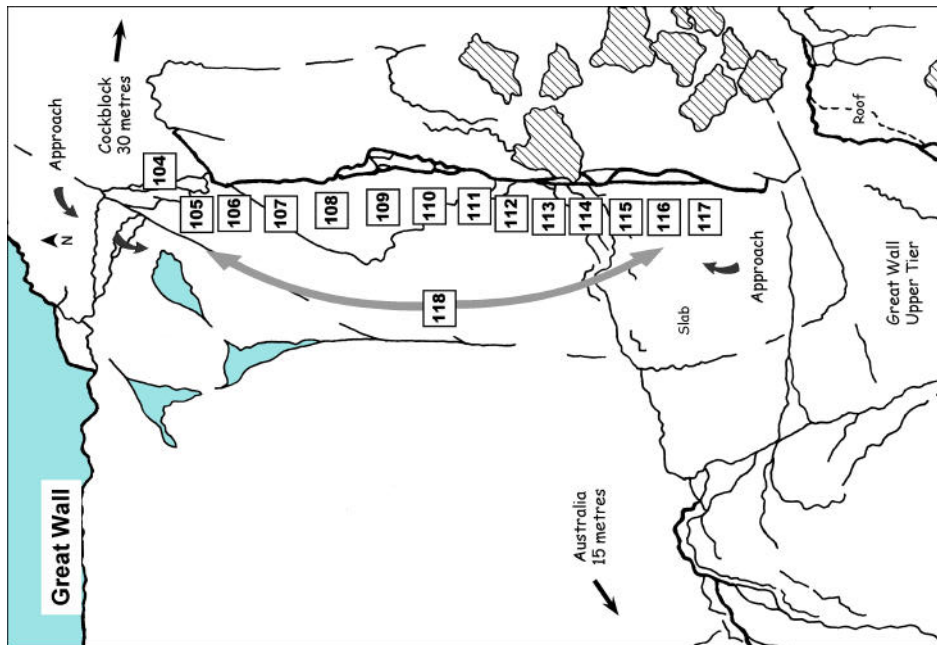 Great Wall
Approach
N
Cockblock
30 metres
104
105
106
107
108
109
110
111
112
113
114
115
116
117
118
Slab
Approach
Roof
Great Wall
Upper Tier
Australia
15 metres